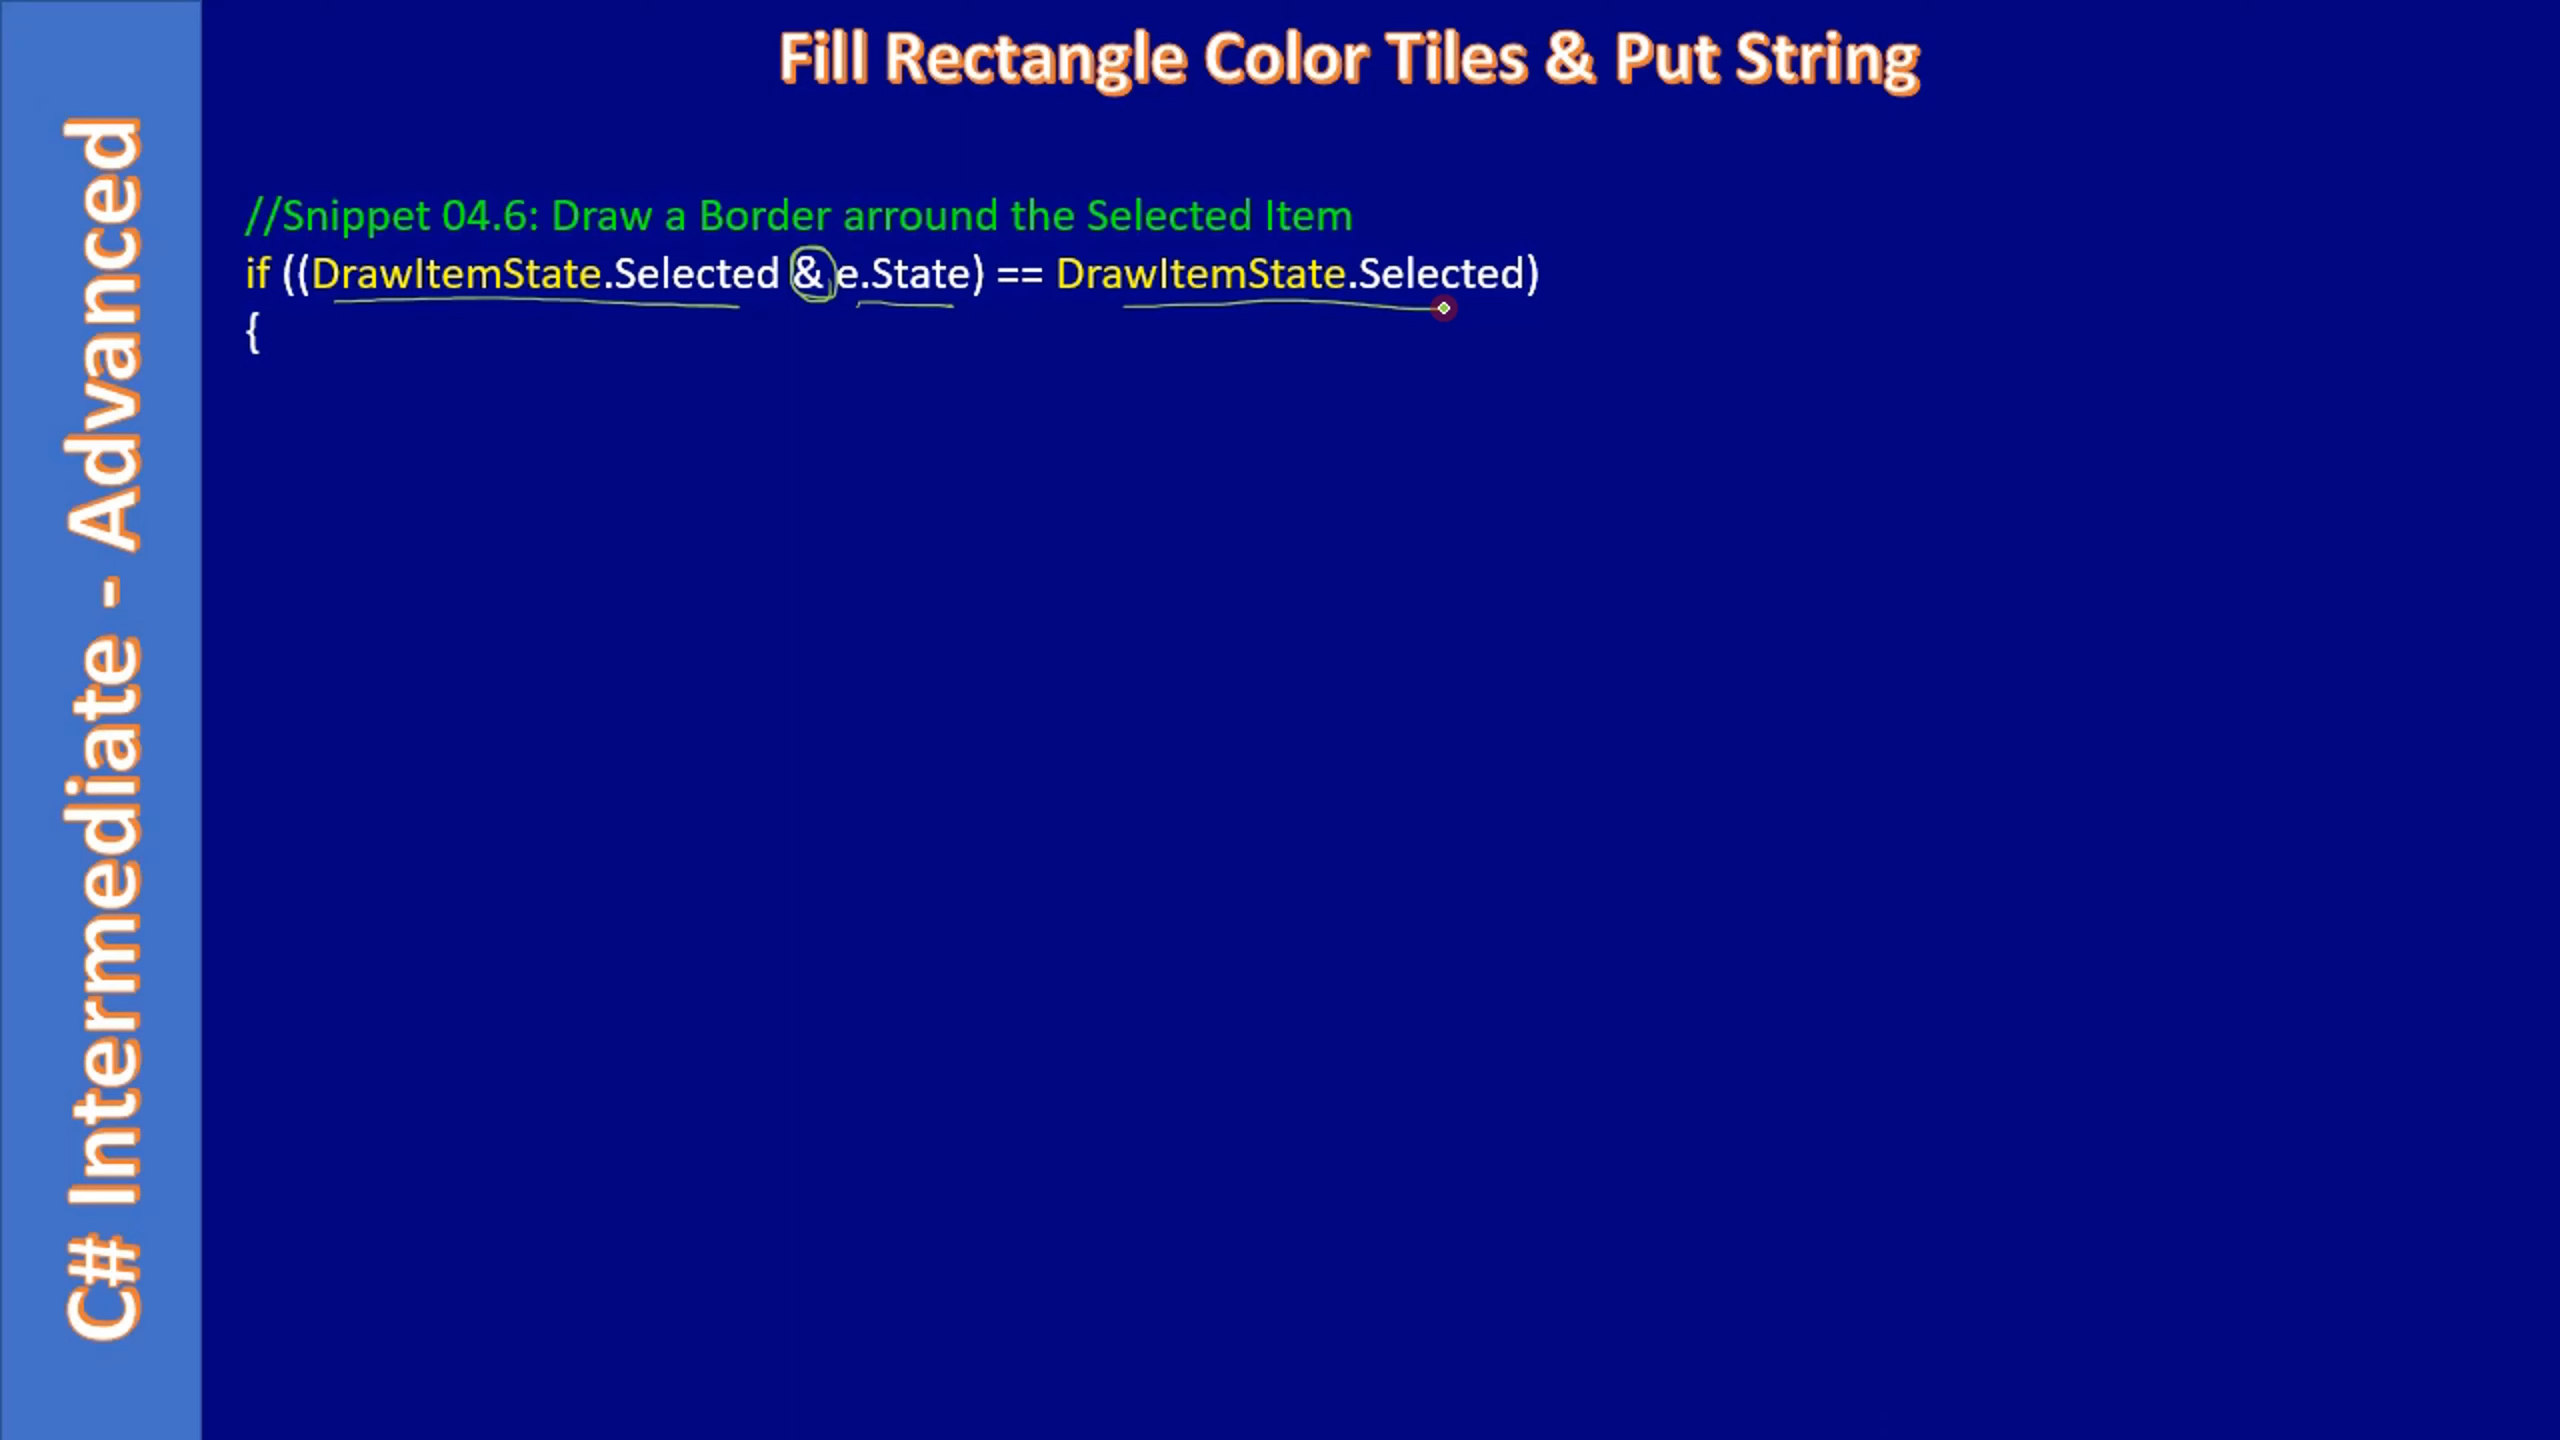 C# Intermediate - Advanced
Fill Rectangle Color Tiles & Put String
//Snippet 04.6: Draw a Border arround the Selected Item
if ((DrawItemState.Selected & e.State) == DrawItemState.Selected)
{